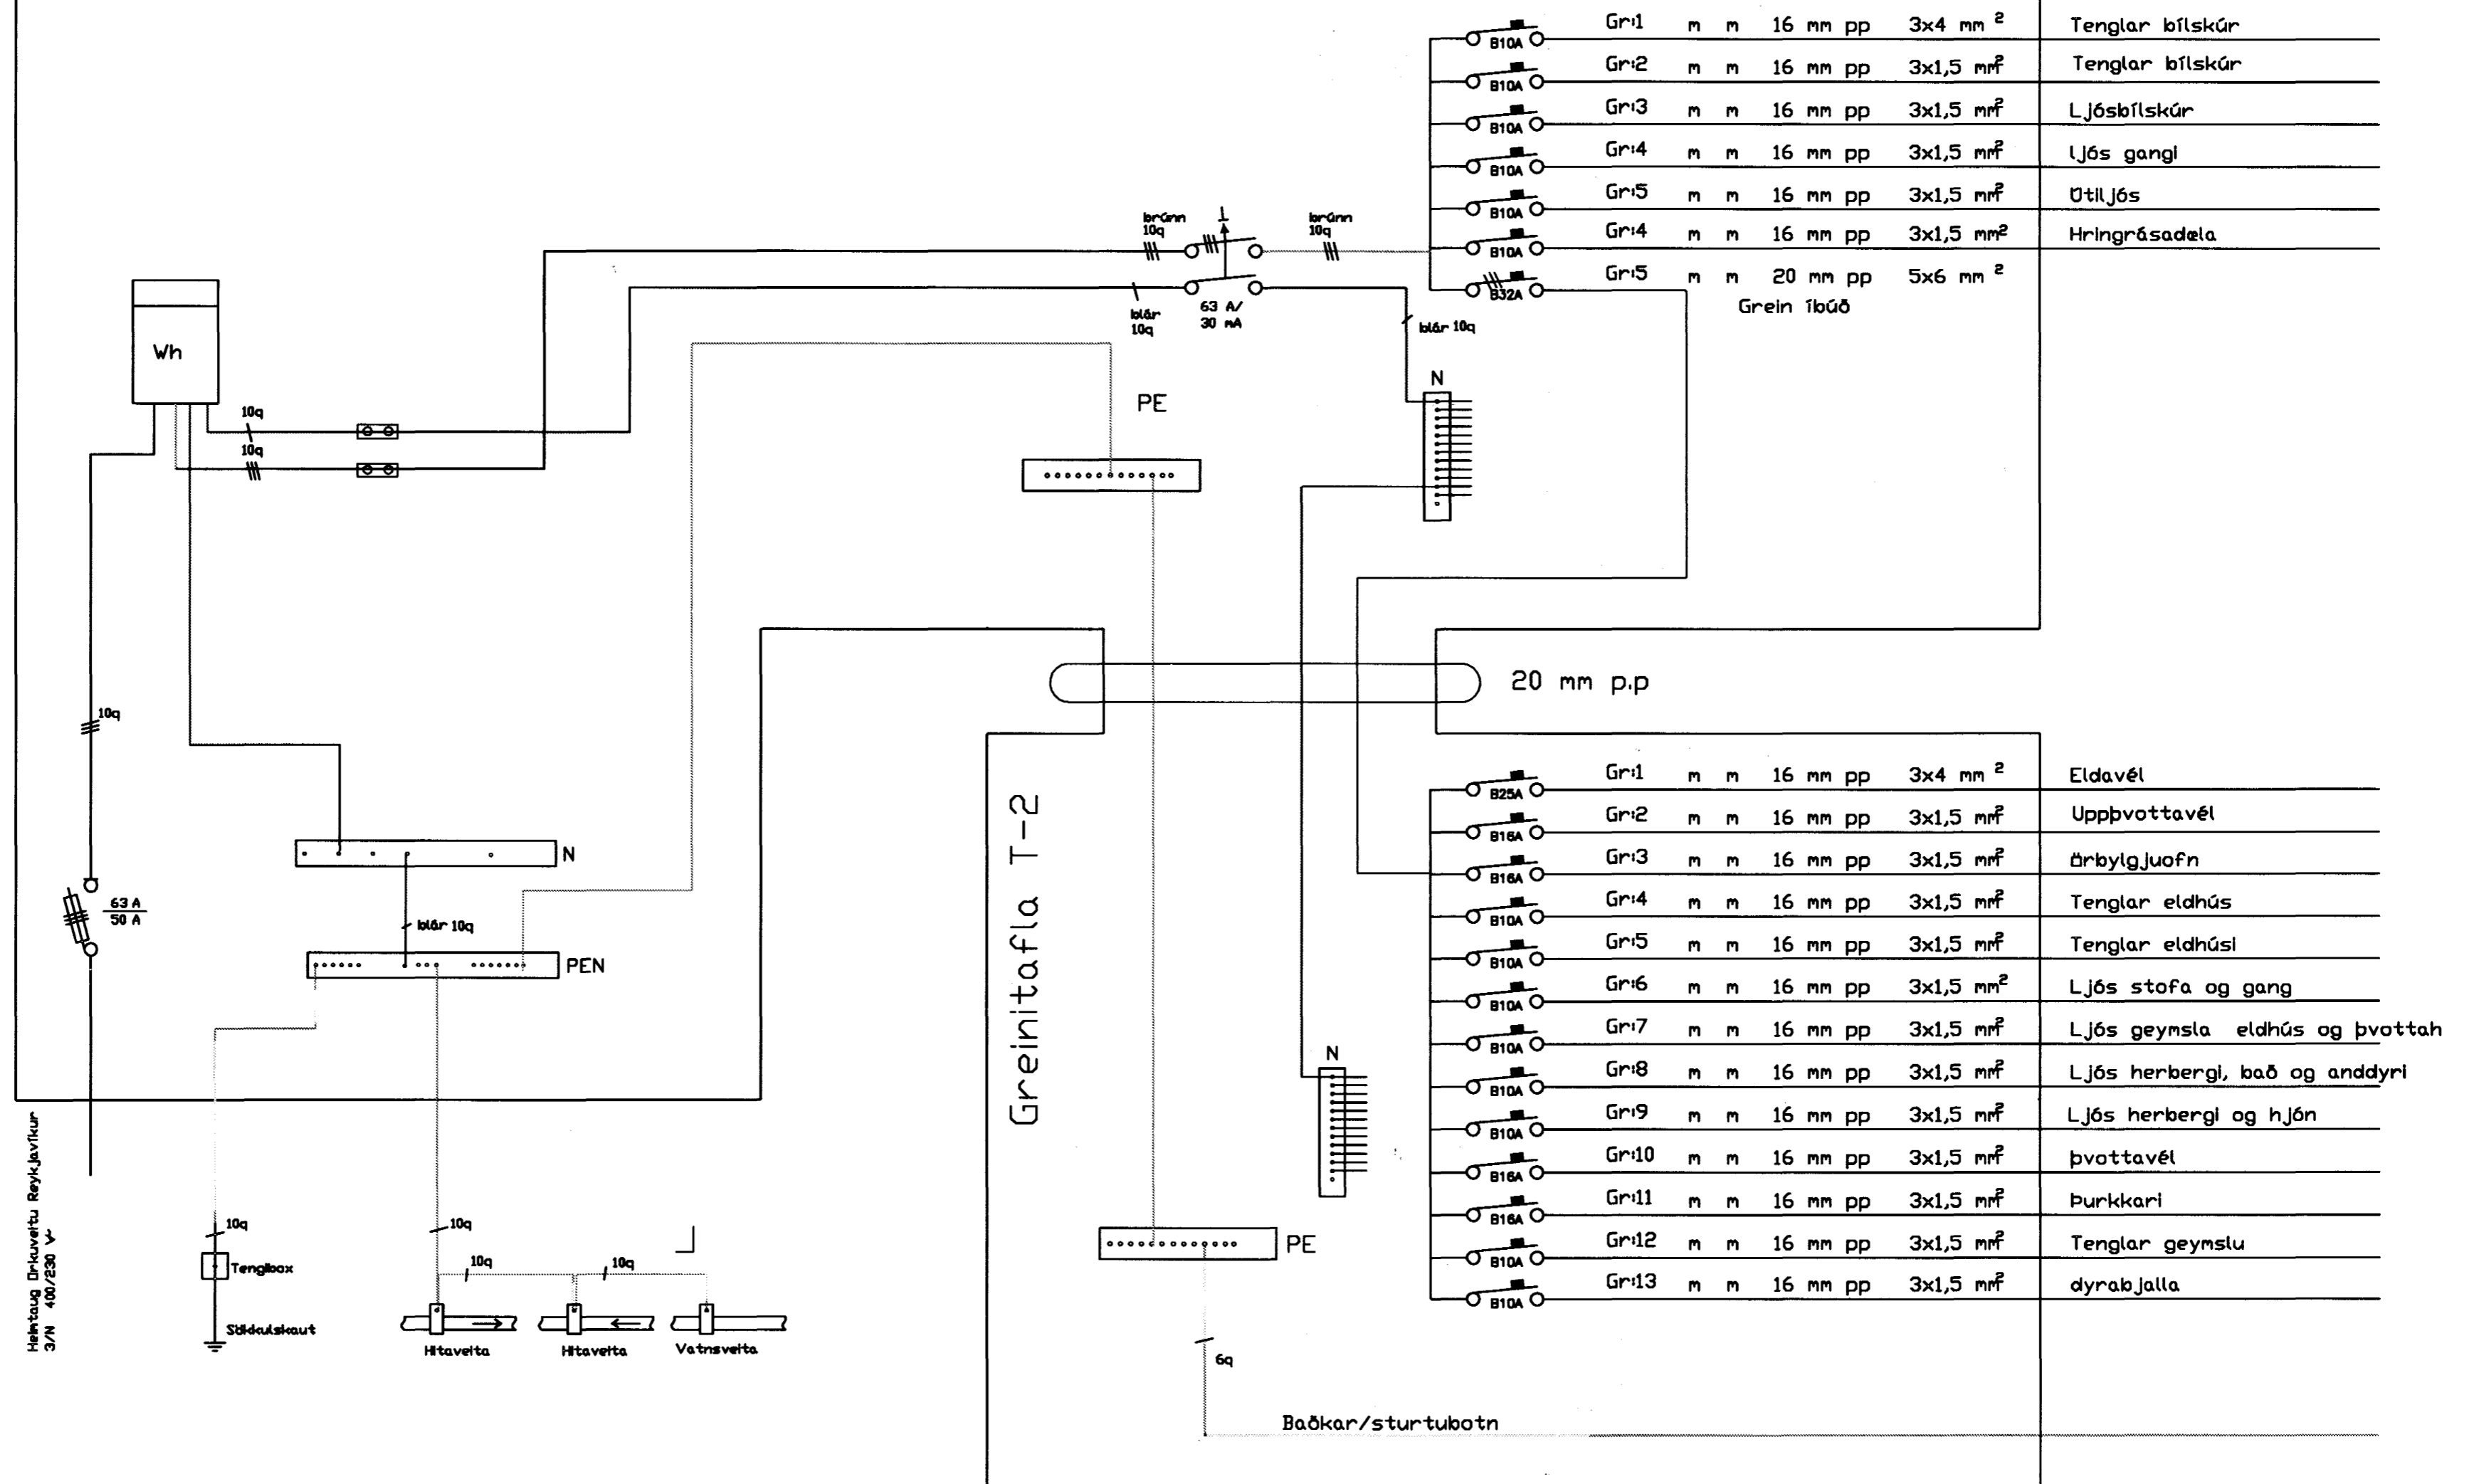 Gr:1 m m 16 mm pp 3x4 mm ² Tenglar bílskúr
B10A
Gr:2 m m 16 mm pp 3x1,5 mm² Tenglar bílskúr
B10A
Gr:3 m m 16 mm pp 3x1,5 mm² Ljósbílskúr
B10A
Gr:4 m m 16 mm pp 3x1,5 mm² ljós gangi
B10A
Gr:5 m m 16 mm pp 3x1,5 mm² Útiljós
B10A
Gr:4 m m 16 mm pp 3x1,5 mm² Hringrásadæla
B10A
Gr:5 m m 20 mm pp 5x6 mm ²
B32A
Grein íbúð
brúnn
10q
brúnn
10q
blár
10q
63 A/
30 mA
blár 10q
Wh
10q
10q
PE
N
20 mm p.p
10q
63 A
50 A
N
blár 10q
PEN
Greinitafla T-2
Gr:1 m m 16 mm pp 3x4 mm ² Eldavél
B25A
Gr:2 m m 16 mm pp 3x1,5 mm² Uppþvottavél
B16A
Gr:3 m m 16 mm pp 3x1,5 mm² örbylgjuofn
B16A
Gr:4 m m 16 mm pp 3x1,5 mm² Tenglar eldhús
B10A
Gr:5 m m 16 mm pp 3x1,5 mm² Tenglar eldhúsi
B10A
Gr:6 m m 16 mm pp 3x1,5 mm² Ljós stofa og gang
B10A
Gr:7 m m 16 mm pp 3x1,5 mm² Ljós geymsla eldhús og þvottah
B10A
Gr:8 m m 16 mm pp 3x1,5 mm² Ljós herbergi, bað og anddyri
B10A
Gr:9 m m 16 mm pp 3x1,5 mm² Ljós herbergi og hjón
B10A
Gr:10 m m 16 mm pp 3x1,5 mm² þvottavél
B16A
Gr:11 m m 16 mm pp 3x1,5 mm² Þurkkari
B16A
Gr:12 m m 16 mm pp 3x1,5 mm² Tenglar geymslu
B10A
Gr:13 m m 16 mm pp 3x1,5 mm² dyrabjalla
B10A
N
PE
6q
Baðkar/sturtubotn
Heimtaug Orkuveitu Reykjavíkur
3/N 400/230 V~
10q
Tengibox
Sökkulskaut
10q
10q
10q
Hitaveita
Hitaveita
Vatnsveita